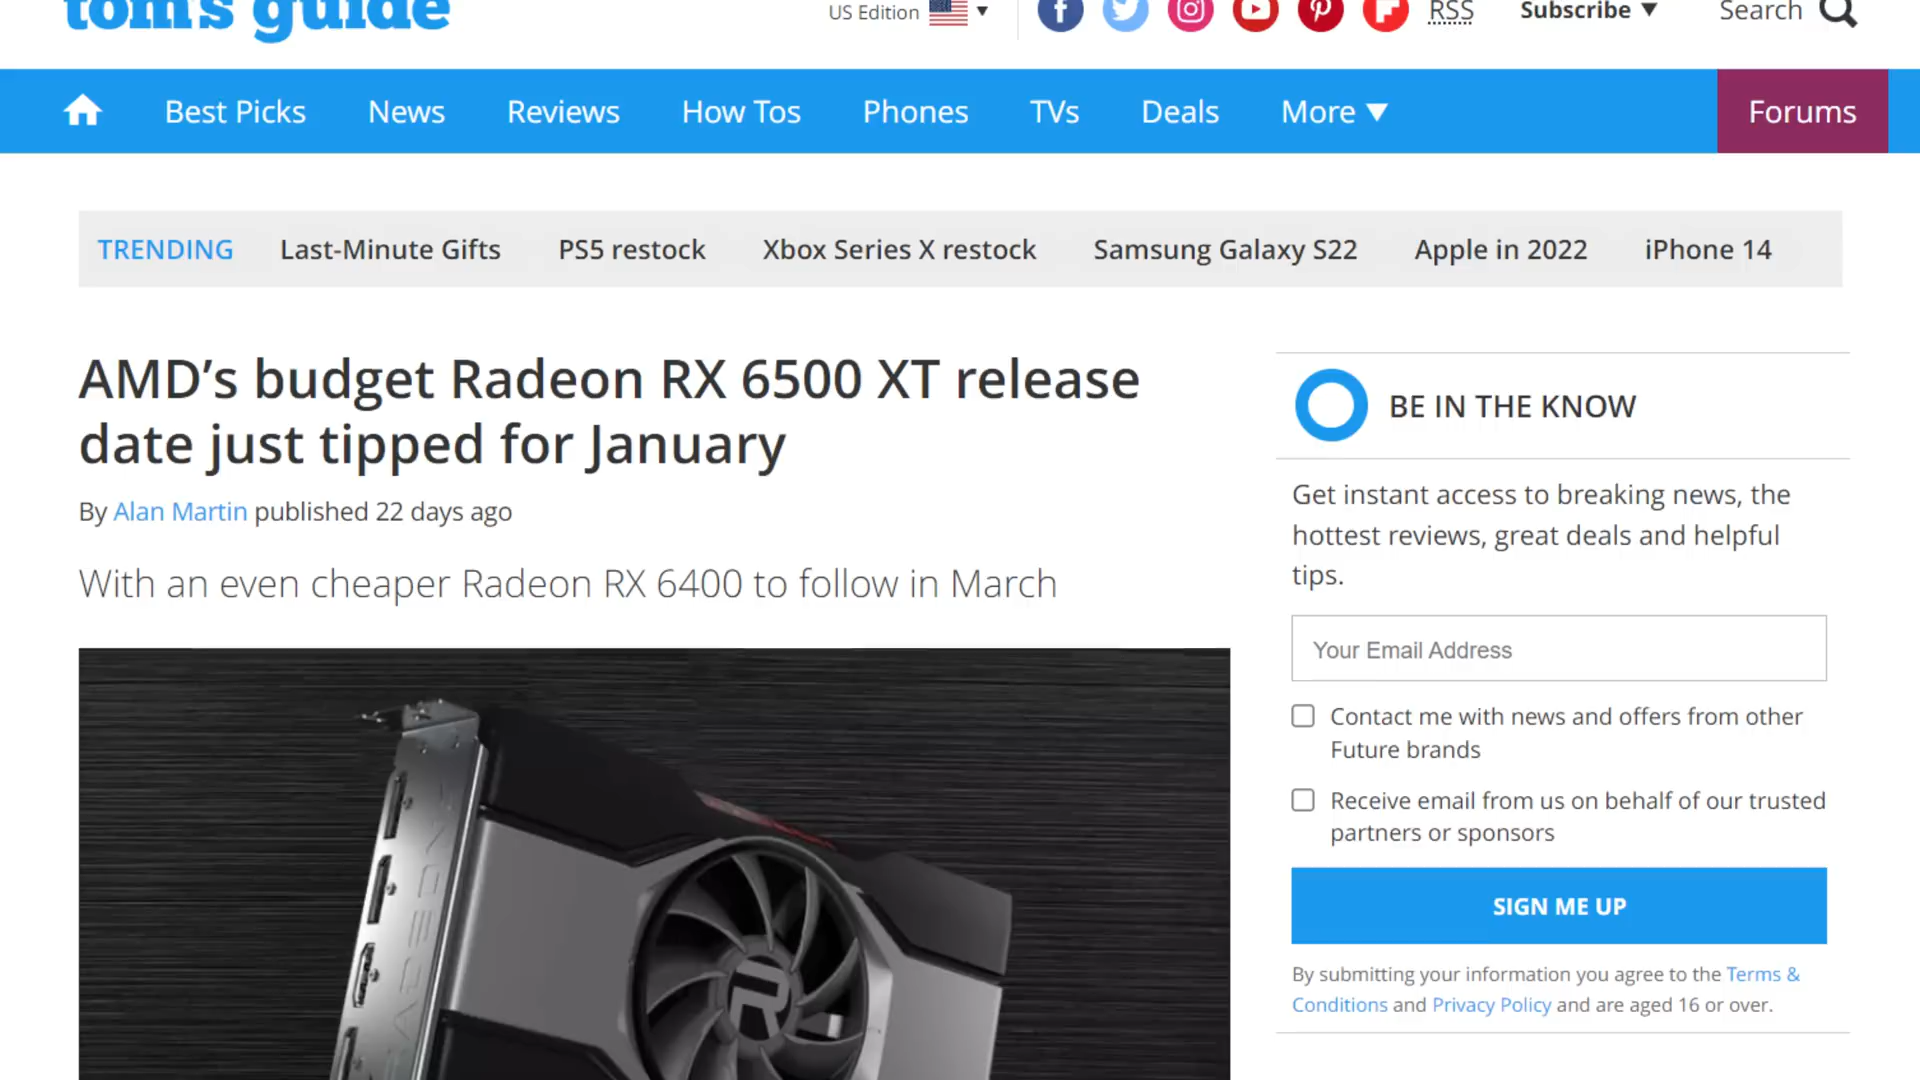 tom's guide
US Edition
RSS
Subscribe
Search
Best Picks
News
Reviews
How Tos
Phones
TVs
Deals
More
Forums
TRENDING
Last-Minute Gifts
PS5 restock
Xbox Series X restock
Samsung Galaxy S22
Apple in 2022
iPhone 14
AMD's budget Radeon RX 6500 XT release
date just tipped for January
By Alan Martin published 22 days ago
With an even cheaper Radeon RX 6400 to follow in March
RADEON
BE IN THE KNOW
Get instant access to breaking news, the
hottest reviews, great deals and helpful
tips.
Your Email Address
Contact me with news and offers from other
Future brands
Receive email from us on behalf of our trusted
partners or sponsors
SIGN ME UP
By submitting your information you agree to the Terms &
Conditions and Privacy Policy and are aged 16 or over.